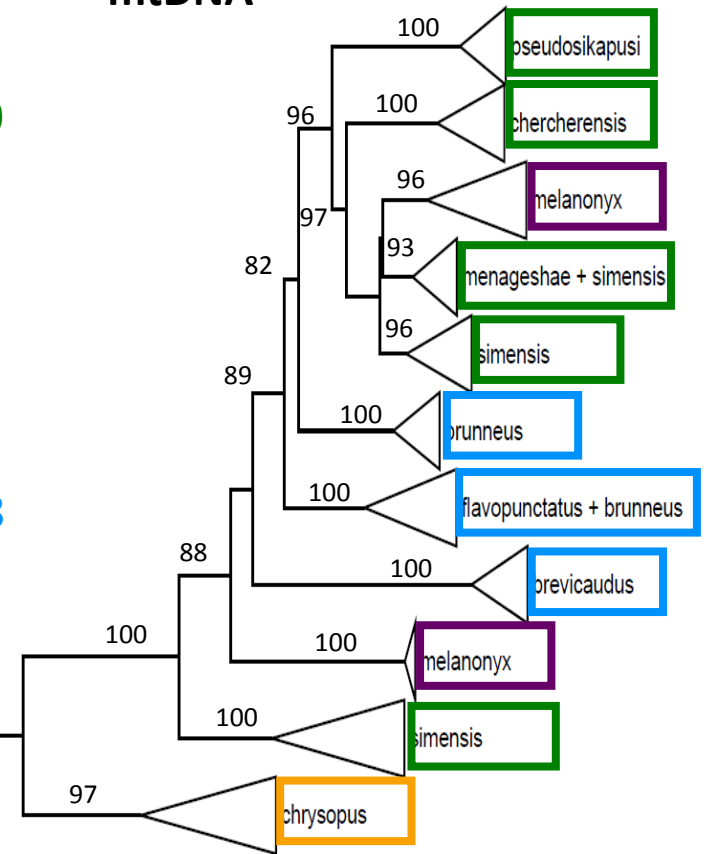 mtDNA
100
pseudosikapusi
100
96
chercherensis
96
melanonyx
97
93
82
menageshae + simensis
96
simensis
89
100
brunneus
100
flavopunctatus + brunneus
88
100
brevicaudus
100
100
melanonyx
100
simensis
97
chrysopus